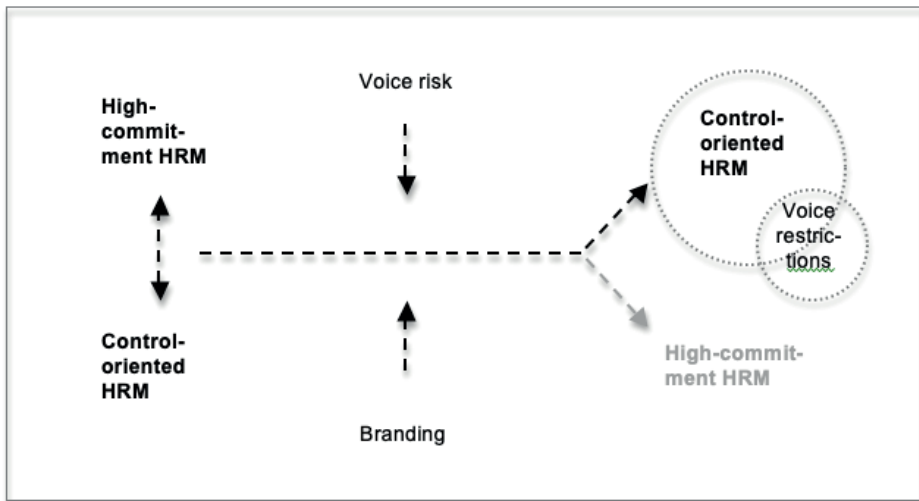 High-
commit-
ment HRM
Control-
oriented
HRM
Voice risk
Branding
Control-
oriented
HRM
Voice
restric-
tions
High-commit-
ment HRM